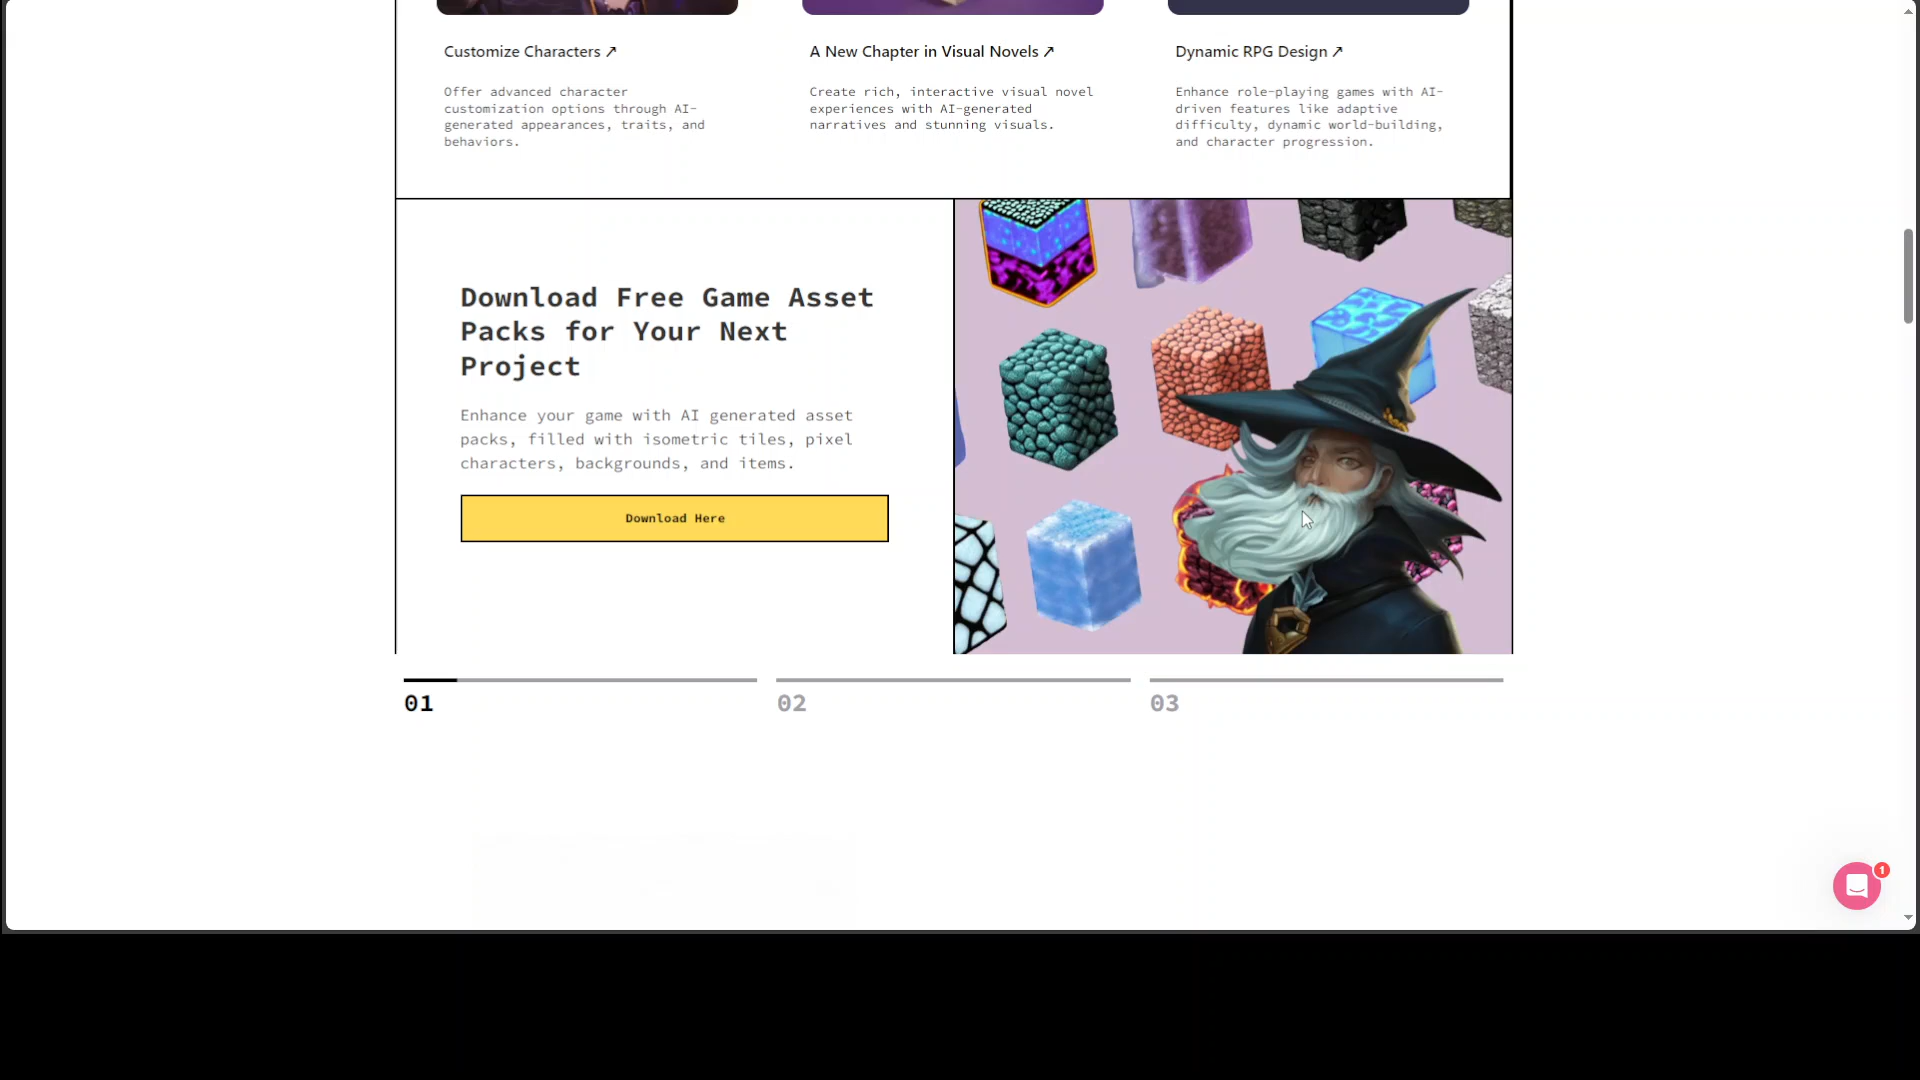 Customize Characters ↗
A New Chapter in Visual Novels ↗
Dynamic RPG Design ↗
Offer advanced character
customization options through AI-
generated appearances, traits, and
behaviors.
Create rich, interactive visual novel
experiences with AI-generated
narratives and stunning visuals.
Enhance role-playing games with AI-
driven features like adaptive
difficulty, dynamic world-building,
and character progression.
Download Free Game Asset
Packs for Your Next
Project
Enhance your game with AI generated asset
packs, filled with isometric tiles, pixel
characters, backgrounds, and items.
Download Here
01
02
03
1